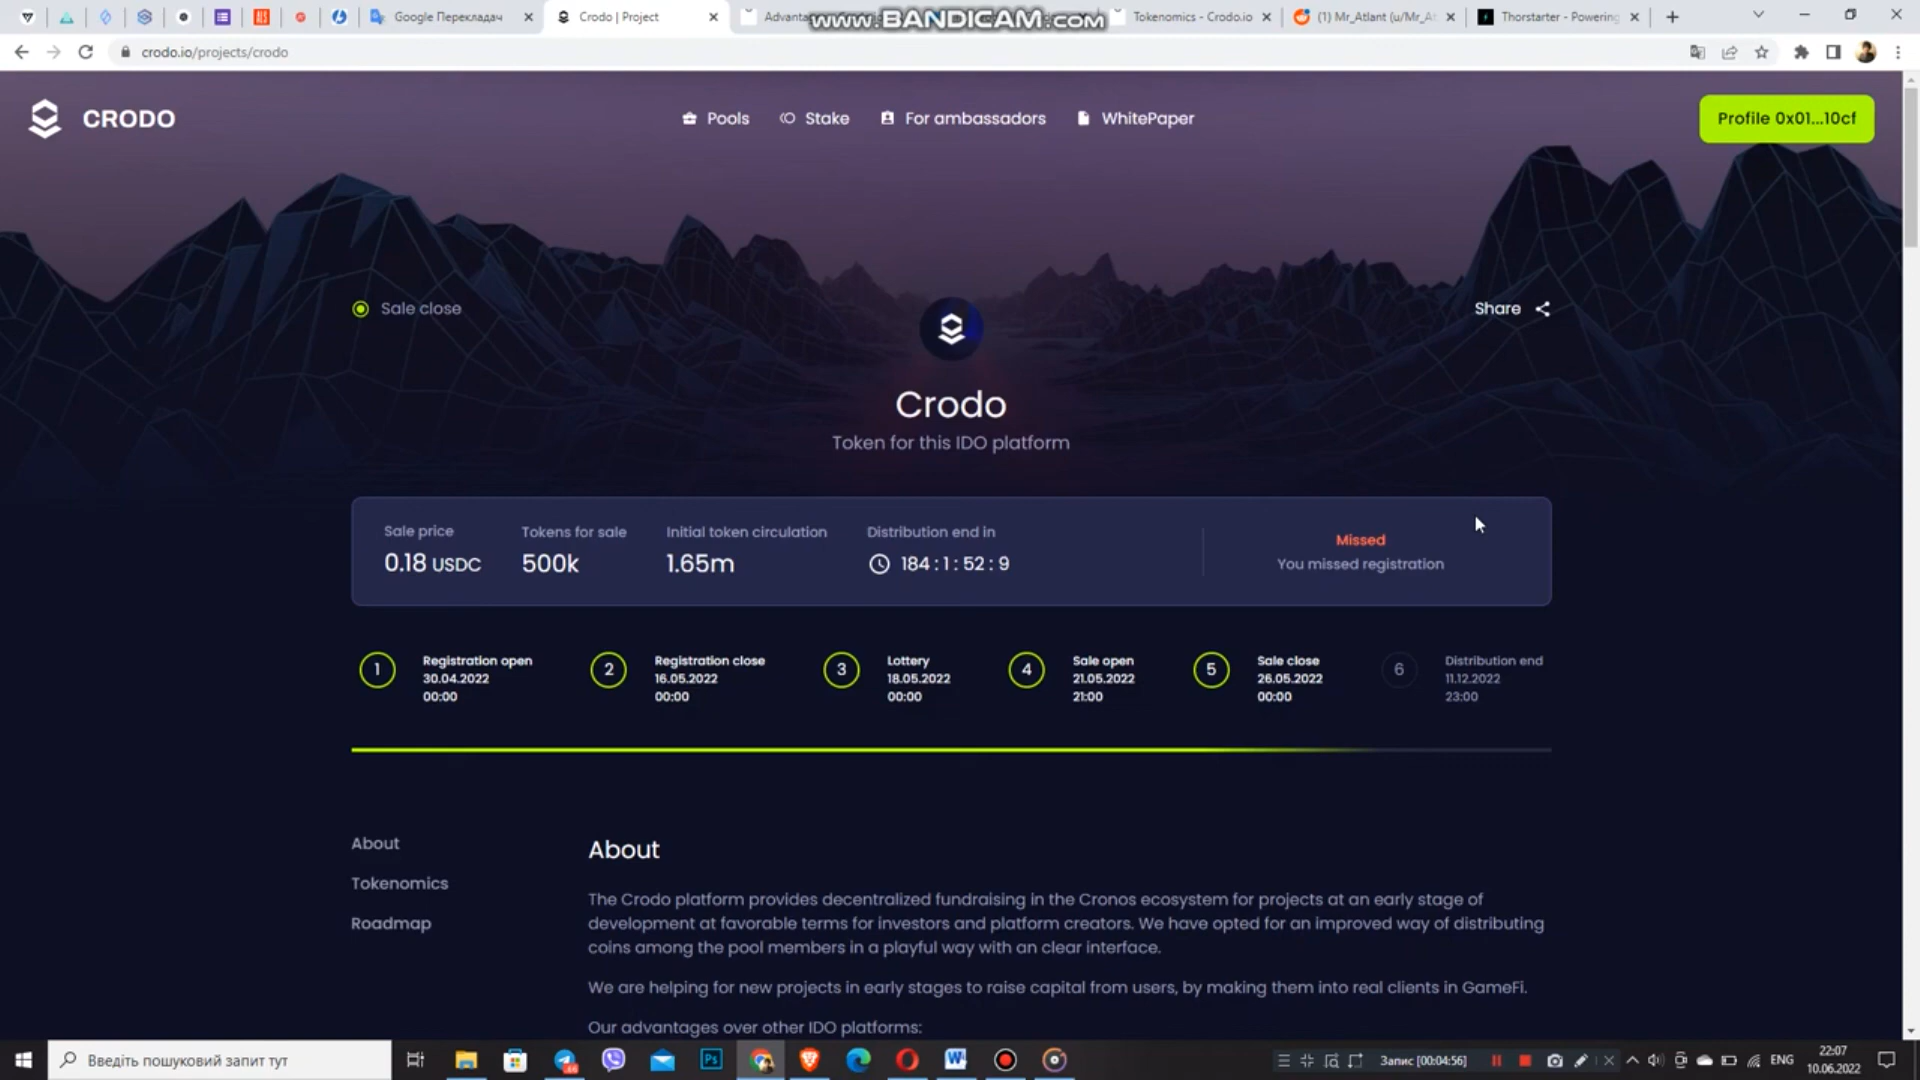 Google Перекладач
Crodo | Project
Advanta
www.BANDICAM.COM
Tokenomics - Crodo.io
(1) Mr_Atlant (u/Mr_At
Thorstarter - Powering
crodo.io/projects/crodo
CRODO
Pools
Stake
For ambassadors
WhitePaper
Profile 0x01...10cf
Sale close
Share
Crodo
Token for this IDO platform
Sale price
0.18 USDC
Tokens for sale
500k
Initial token circulation
1.65m
Distribution end in
184 : 1 : 52 : 9
Missed
You missed registration
1
Registration open
30.04.2022
00:00
2
Registration close
16.05.2022
00:00
3
Lottery
18.05.2022
00:00
4
Sale open
21.05.2022
21:00
5
Sale close
26.05.2022
00:00
6
Distribution end
11.12.2022
23:00
About
Tokenomics
Roadmap
About
The Crodo platform provides decentralized fundraising in the Cronos ecosystem for projects at an early stage of
development at favorable terms for investors and platform creators. We have opted for an improved way of distributing
coins among the pool members in a playful way with an clear interface.
We are helping for new projects in early stages to raise capital from users, by making them into real clients in GameFi.
Our advantages over other IDO platforms:
Введіть пошуковий запит тут
Ps
Запис [00:04:56]
ENG
22:07
10.06.2022